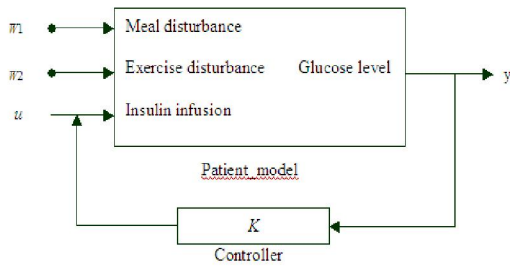 w1 Meal disturbance
w2 Exercise disturbance Glucose level y
u Insulin infusion
Patient_model
K
Controller